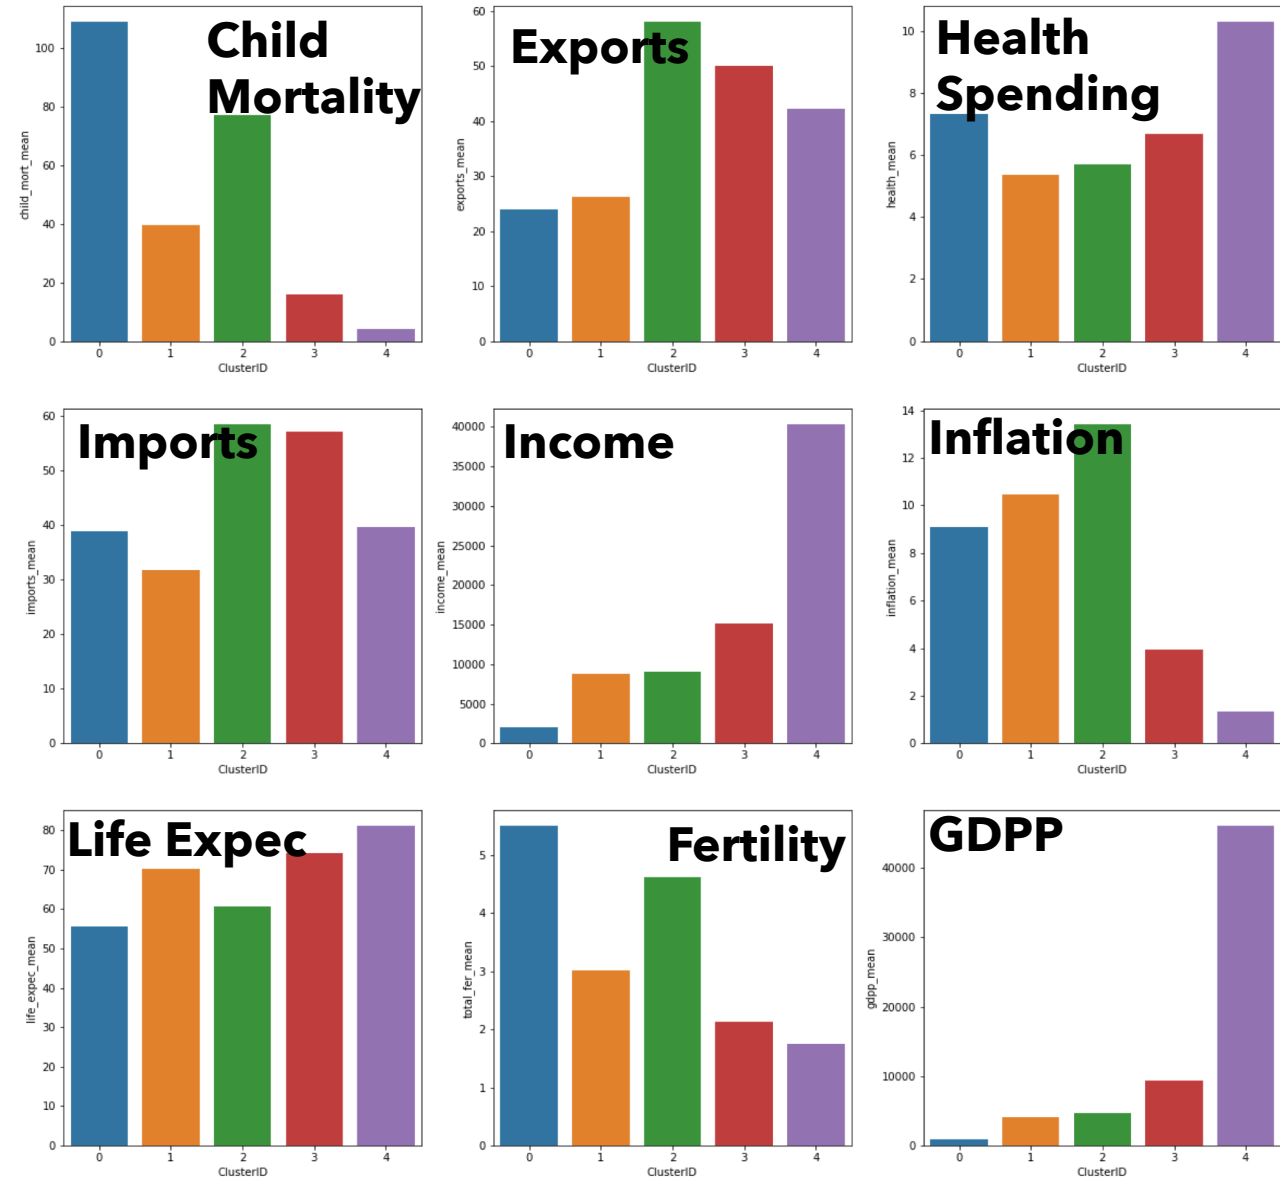 Child
Mortality
100
80
60
40
20
0
child_mort_mean
0 1 2 3 4
ClusterID
Exports
60
50
40
30
20
10
0
exports_mean
0 1 2 3 4
ClusterID
Health
Spending
10
8
6
4
2
0
health_mean
0 1 2 3 4
ClusterID
Imports
60
50
40
30
20
10
0
imports_mean
0 1 2 3 4
ClusterID
Income
40000
35000
30000
25000
20000
15000
10000
5000
0
income_mean
0 1 2 3 4
ClusterID
Inflation
14
12
10
8
6
4
2
0
inflation_mean
0 1 2 3 4
ClusterID
Life Expec
80
70
60
50
40
30
20
10
0
life_expec_mean
0 1 2 3 4
ClusterID
Fertility
5
4
3
2
1
0
total_fer_mean
0 1 2 3 4
ClusterID
GDPP
40000
30000
20000
10000
0
gdpp_mean
0 1 2 3 4
ClusterID